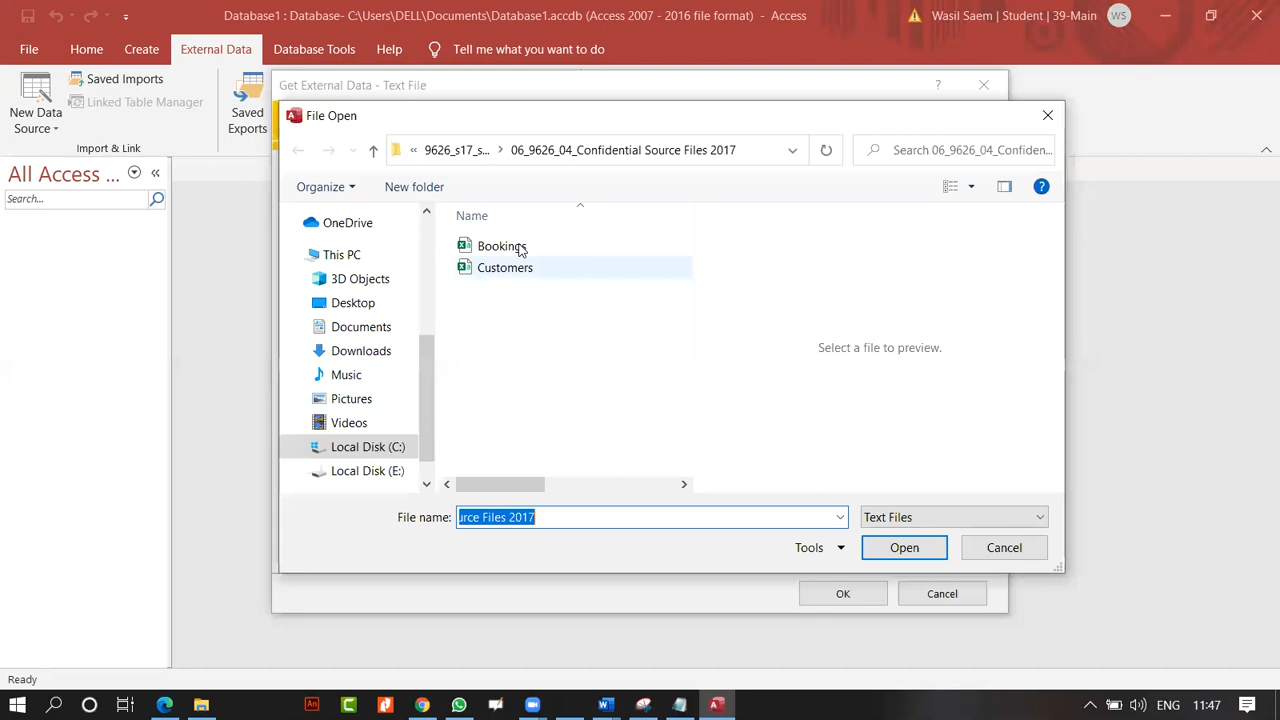 Database1 : Database- C:\Users\DELL\Documents\Database1.accdb (Access 2007 - 2016 file format) - Access
Wasil Saem | Student | 39-Main
WS
File
Home
Create
External Data
Database Tools
Help
Tell me what you want to do
New Data
Source
Saved Imports
Linked Table Manager
Import & Link
Saved
Exports
Get External Data - Text File
?
File Open
« 9626_s17_s... > 06_9626_04_Confidential Source Files 2017
Search 06_9626_04_Confiden...
Organize
New folder
?
All Access ...
«
Search...
OneDrive
This PC
3D Objects
Desktop
Documents
Downloads
Music
Pictures
Videos
Local Disk (C:)
Local Disk (E:)
Name
Bookings
Customers
Select a file to preview.
File name:
urce Files 2017
Text Files
Tools
Open
Cancel
OK
Cancel
Ready
An
C
ENG
11:47